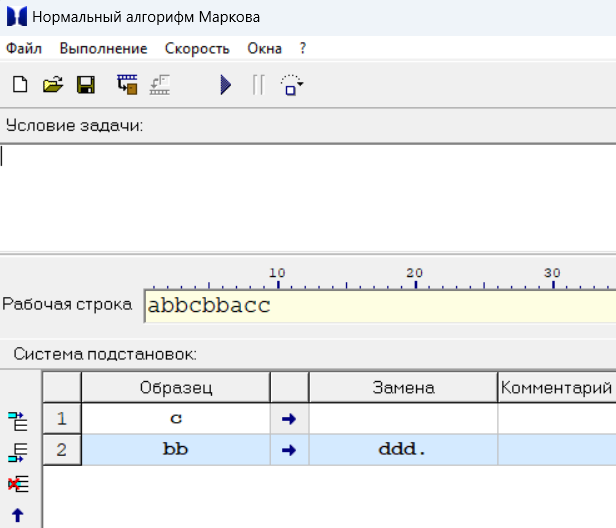 Нормальный алгорифм Маркова
Файл Выполнение Скорость Окна ?
Условие задачи:
10 20 30
Рабочая строка abbcbbacc
Система подстановок:
Образец Замена Комментарий
1 c →
2 bb → ddd.